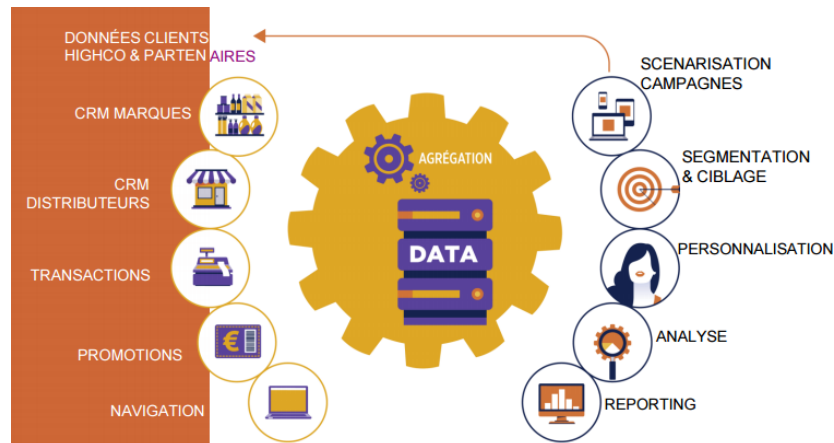 DONNÉES CLIENTS
HIGHCO & PARTENAIRES
CRM MARQUES
CRM
DISTRIBUTEURS
TRANSACTIONS
PROMOTIONS
€
NAVIGATION
AGRÉGATION
DATA
SCENARISATION
CAMPAGNES
SEGMENTATION
& CIBLAGE
PERSONNALISATION
ANALYSE
REPORTING